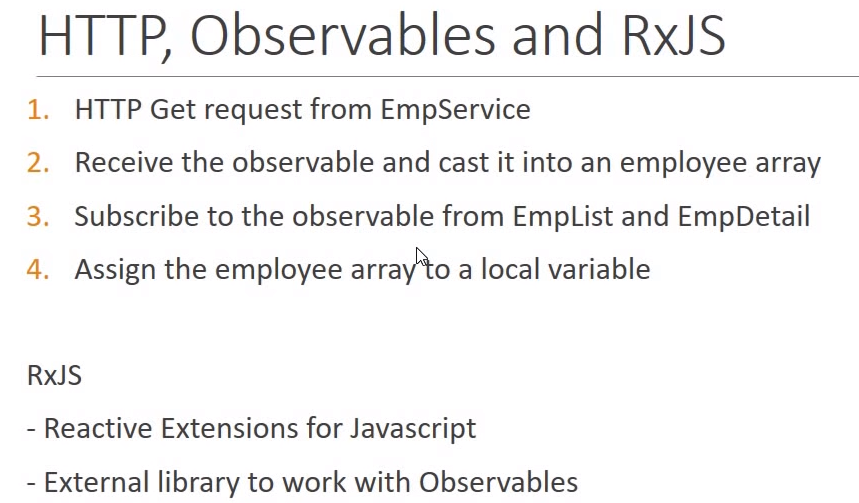 HTTP, Observables and RxJS
1. HTTP Get request from EmpService
2. Receive the observable and cast it into an employee array
3. Subscribe to the observable from EmpList and EmpDetail
4. Assign the employee array to a local variable
RxJS
- Reactive Extensions for Javascript
- External library to work with Observables